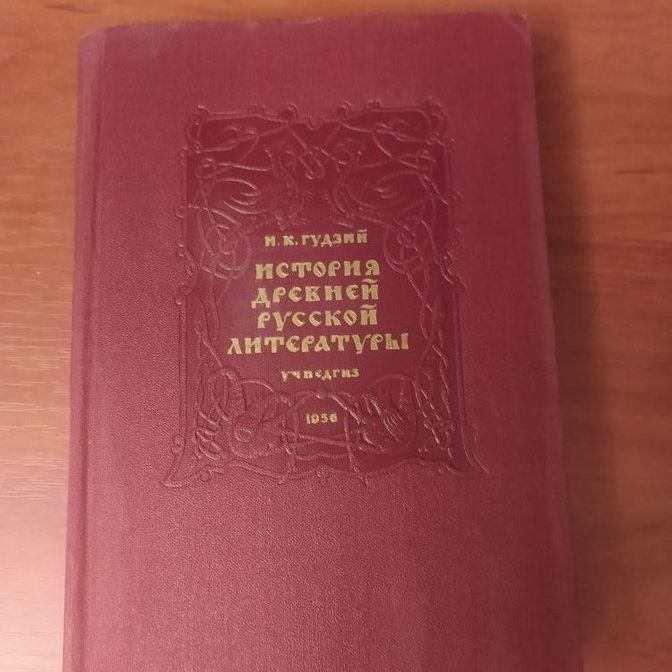 Н. К. ГУДЗИЙ
ИСТОРИЯ
ДРЕВНЕЙ
РУССКОЙ
ЛИТЕРАТУРЫ
УЧПЕДГИЗ
1956